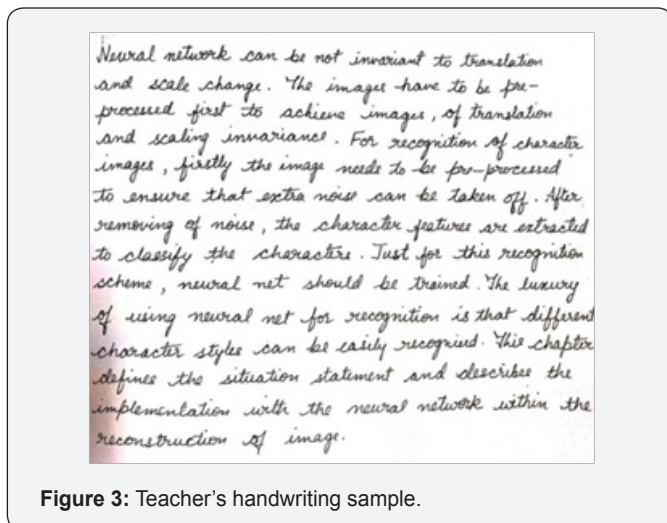 Neural network can be not invariant to translation
and scale change. The images have to be pre-
processed first to achieve images, of translation
and scaling invariance. For recognition of character
images, firstly the image needs to be pre-processed
to ensure that extra noise can be taken off. After
removing of noise, the character features are extracted
to classify the characters. Just for this recognition
scheme, neural net should be trained. The luxury
of using neural net for recognition is that different
character styles can be easily recognised. This chapter
defines the situation statement and describes the
implementation with the neural network within the
reconstruction of image.
Figure 3: Teacher's handwriting sample.